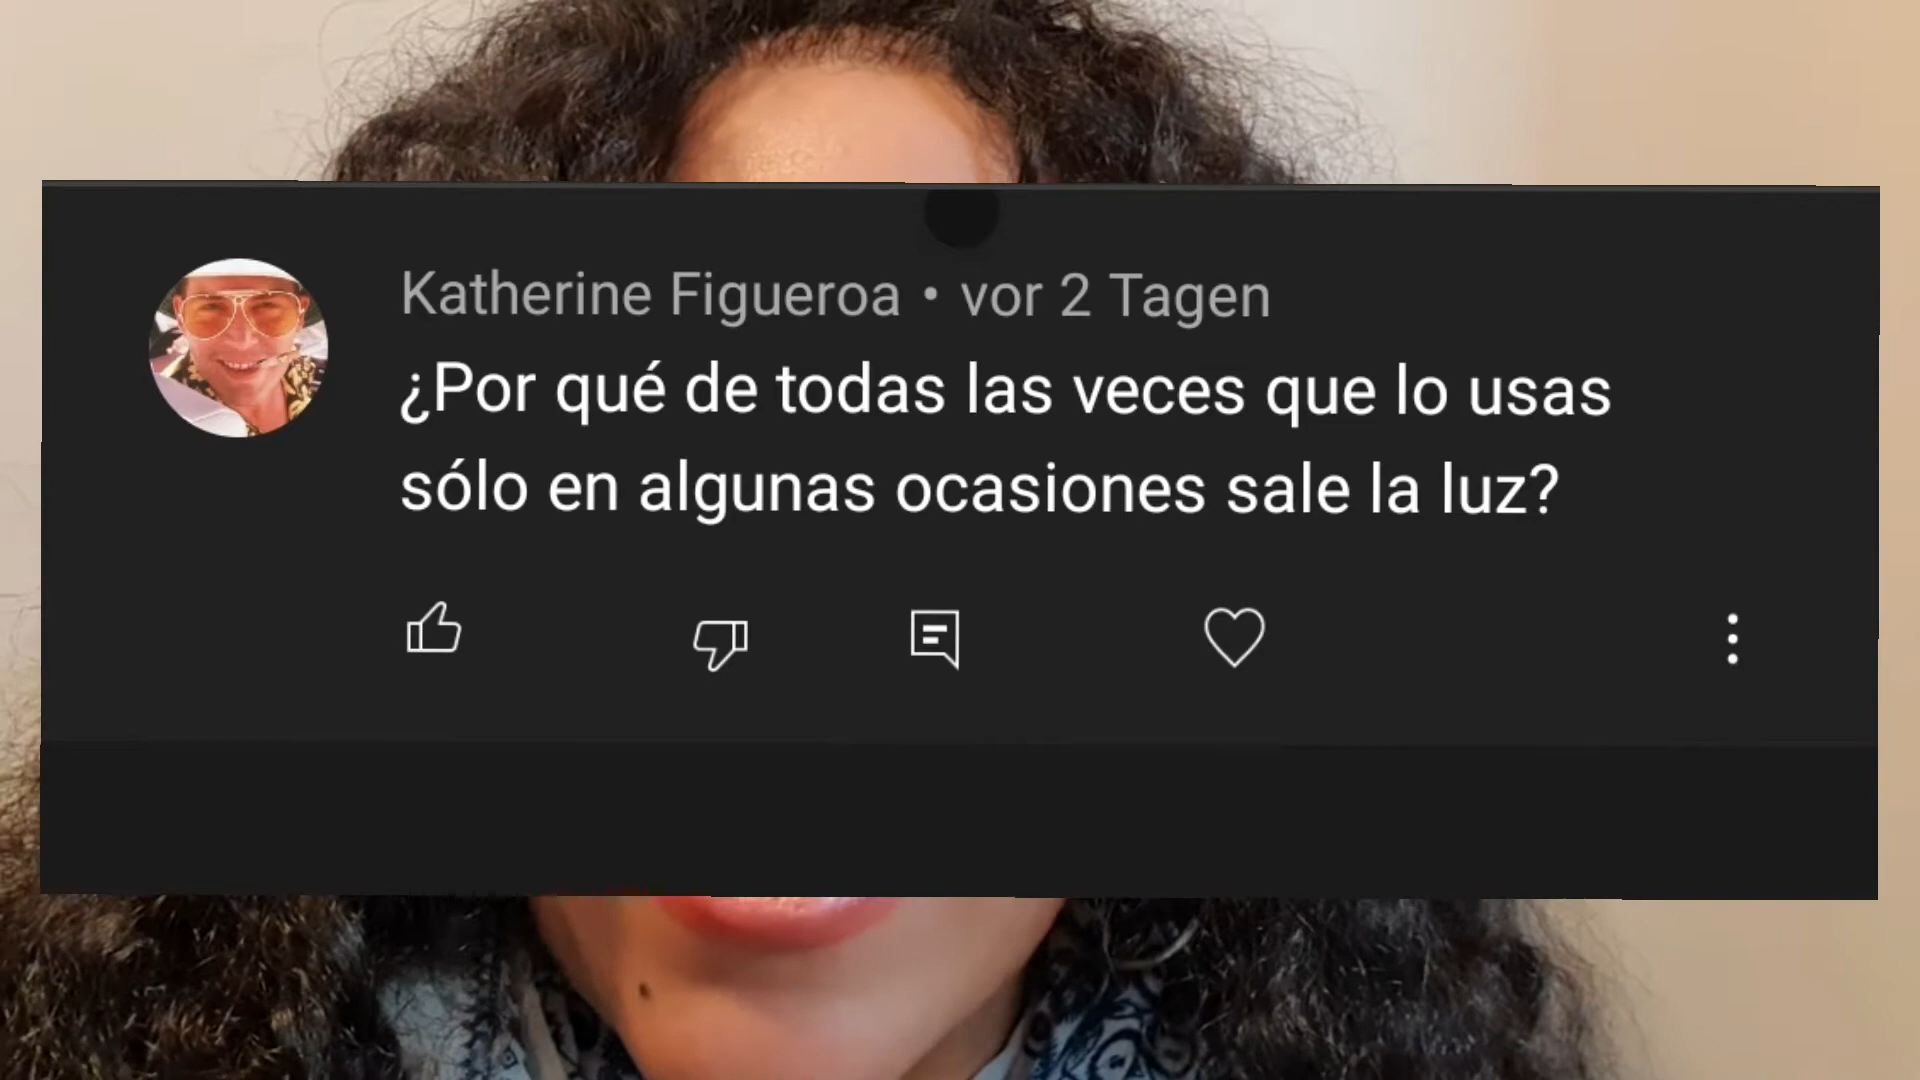 Katherine Figueroa • vor 2 Tagen
¿Por qué de todas las veces que lo usas
sólo en algunas ocasiones sale la luz?